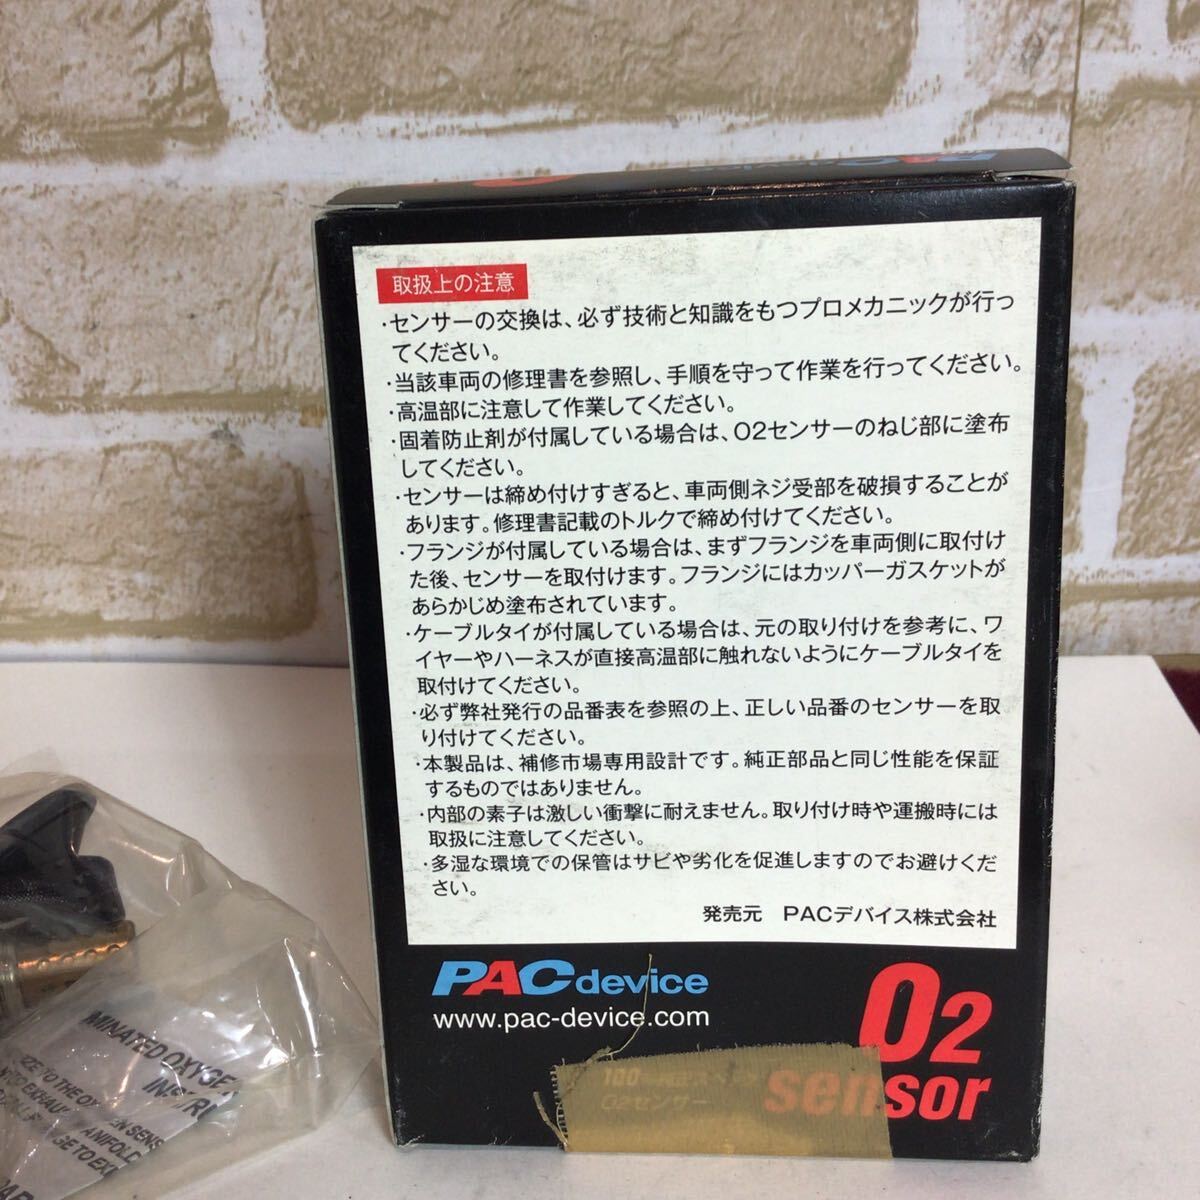 取扱上の注意
・センサーの交換は、必ず技術と知識をもつプロメカニックが行っ
てください。
・当該車両の修理書を参照し、手順を守って作業を行ってください。
・高温部に注意して作業してください。
・固着防止剤が付属している場合は、O2センサーのねじ部に塗布
してください。
・センサーは締め付けすぎると、車両側ネジ受部を破損することが
あります。修理書記載のトルクで締め付けてください。
・フランジが付属している場合は、まずフランジを車両側に取付け
た後、センサーを取付けます。フランジにはカッパーガスケットが
あらかじめ塗布されています。
・ケーブルタイが付属している場合は、元の取り付けを参考に、ワ
イヤーやハーネスが直接高温部に触れないようにケーブルタイを
取付けてください。
・必ず弊社発行の品番表を参照の上、正しい品番のセンサーを取
り付けてください。
・本製品は、補修市場専用設計です。純正部品と同じ性能を保証
するものではありません。
・内部の素子は激しい衝撃に耐えません。取り付け時や運搬時には
取扱に注意してください。
・多湿な環境での保管はサビや劣化を促進しますのでお避けくだ
さい。
発売元 PACデバイス株式会社
PACdevice
www.pac-device.com
O2
sensor
100
O2センサー
MINATED OXYGE
INSTRU
TO THE
EXHAU
ANIFOLD
GE TO